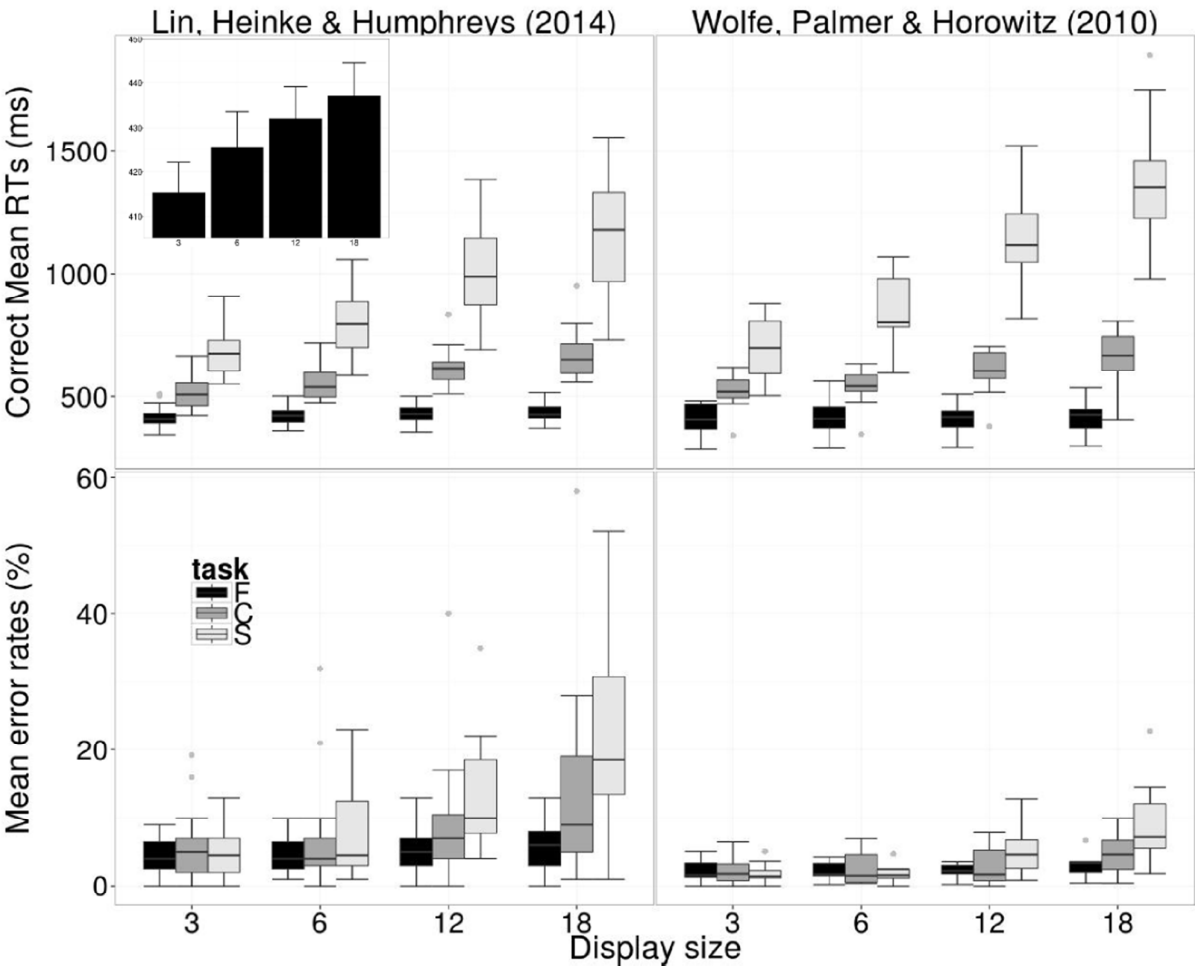 Lin, Heinke & Humphreys (2014)
Wolfe, Palmer & Horowitz (2010)
Correct Mean RTs (ms)
1500
1000
500
450
440
430
420
410
3 6 12 18
Mean error rates (%)
60
40
20
0
task
F
C
S
3 6 12 18
3 6 12 18
Display size